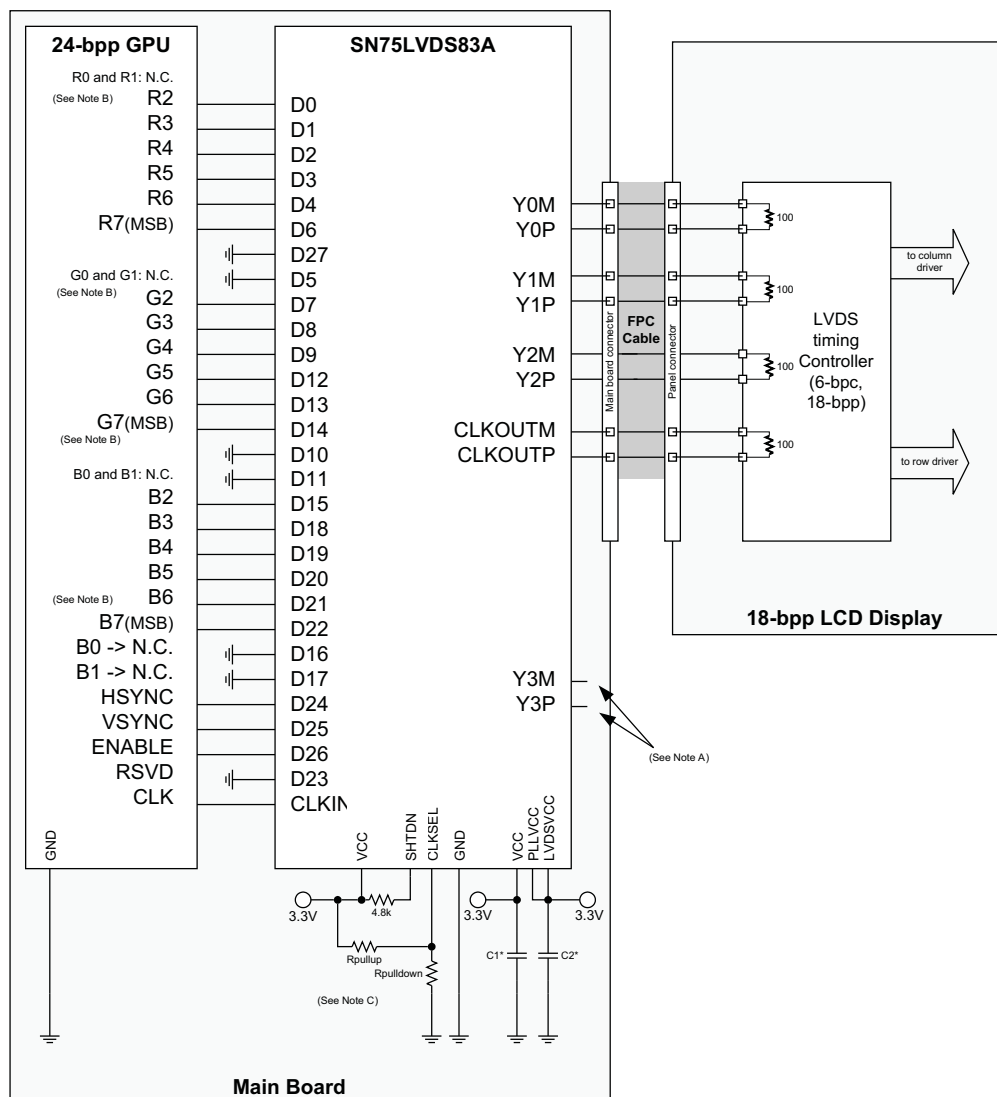 24-bpp GPU
R0 and R1: N.C.
(See Note B)
R2
R3
R4
R5
R6
R7(MSB)
G0 and G1: N.C.
(See Note B)
G2
G3
G4
G5
G6
G7(MSB)
(See Note B)
B0 and B1: N.C.
B2
B3
B4
B5
(See Note B)
B6
B7(MSB)
B0 -> N.C.
B1 -> N.C.
HSYNC
VSYNC
ENABLE
RSVD
CLK
GND
SN75LVDS83A
D0
D1
D2
D3
D4
D6
D27
D5
D7
D8
D9
D12
D13
D14
D10
D11
D15
D18
D19
D20
D21
D22
D16
D17
D24
D25
D26
D23
CLKIN
Y0M
Y0P
Y1M
Y1P
Y2M
Y2P
CLKOUTM
CLKOUTP
Y3M
Y3P
(See Note A)
VCC
SHTDN
CLKSEL
GND
VCC
PLLVCC
LVDSVCC
3.3V
4.8k
Rpullup
Rpulldown
(See Note C)
3.3V
3.3V
C1*
C2*
Main Board
Main board connector
FPC
Cable
Panel connector
100
100
100
100
LVDS
timing
Controller
(6-bpc,
18-bpp)
to column
driver
to row driver
18-bpp LCD Display